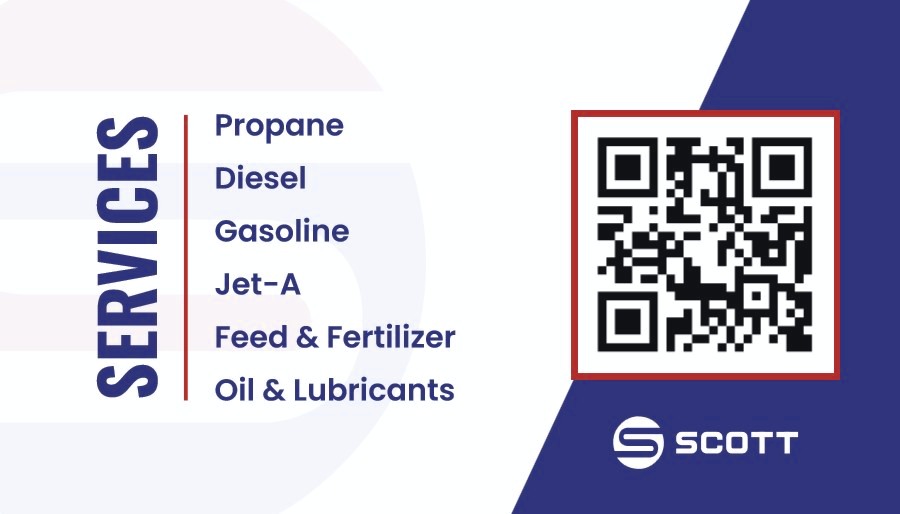 SERVICES
Propane
Diesel
Gasoline
Jet-A
Feed & Fertilizer
Oil & Lubricants
SCOTT